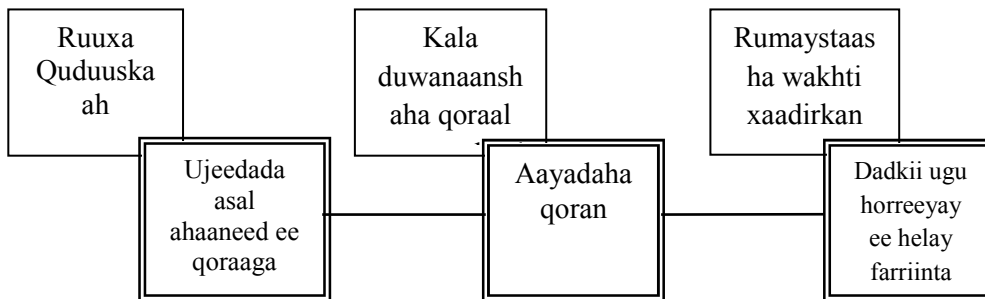 Ruuxa
Quduuska
ah
Kala
duwanaansh
aha qoraal
Rumaystaas
ha wakhti
xaadirkan
Ujeedada
asal
ahaaneed ee
qoraaga
Aayadaha
qoran
Dadkii ugu
horreeyay
ee helay
farriinta